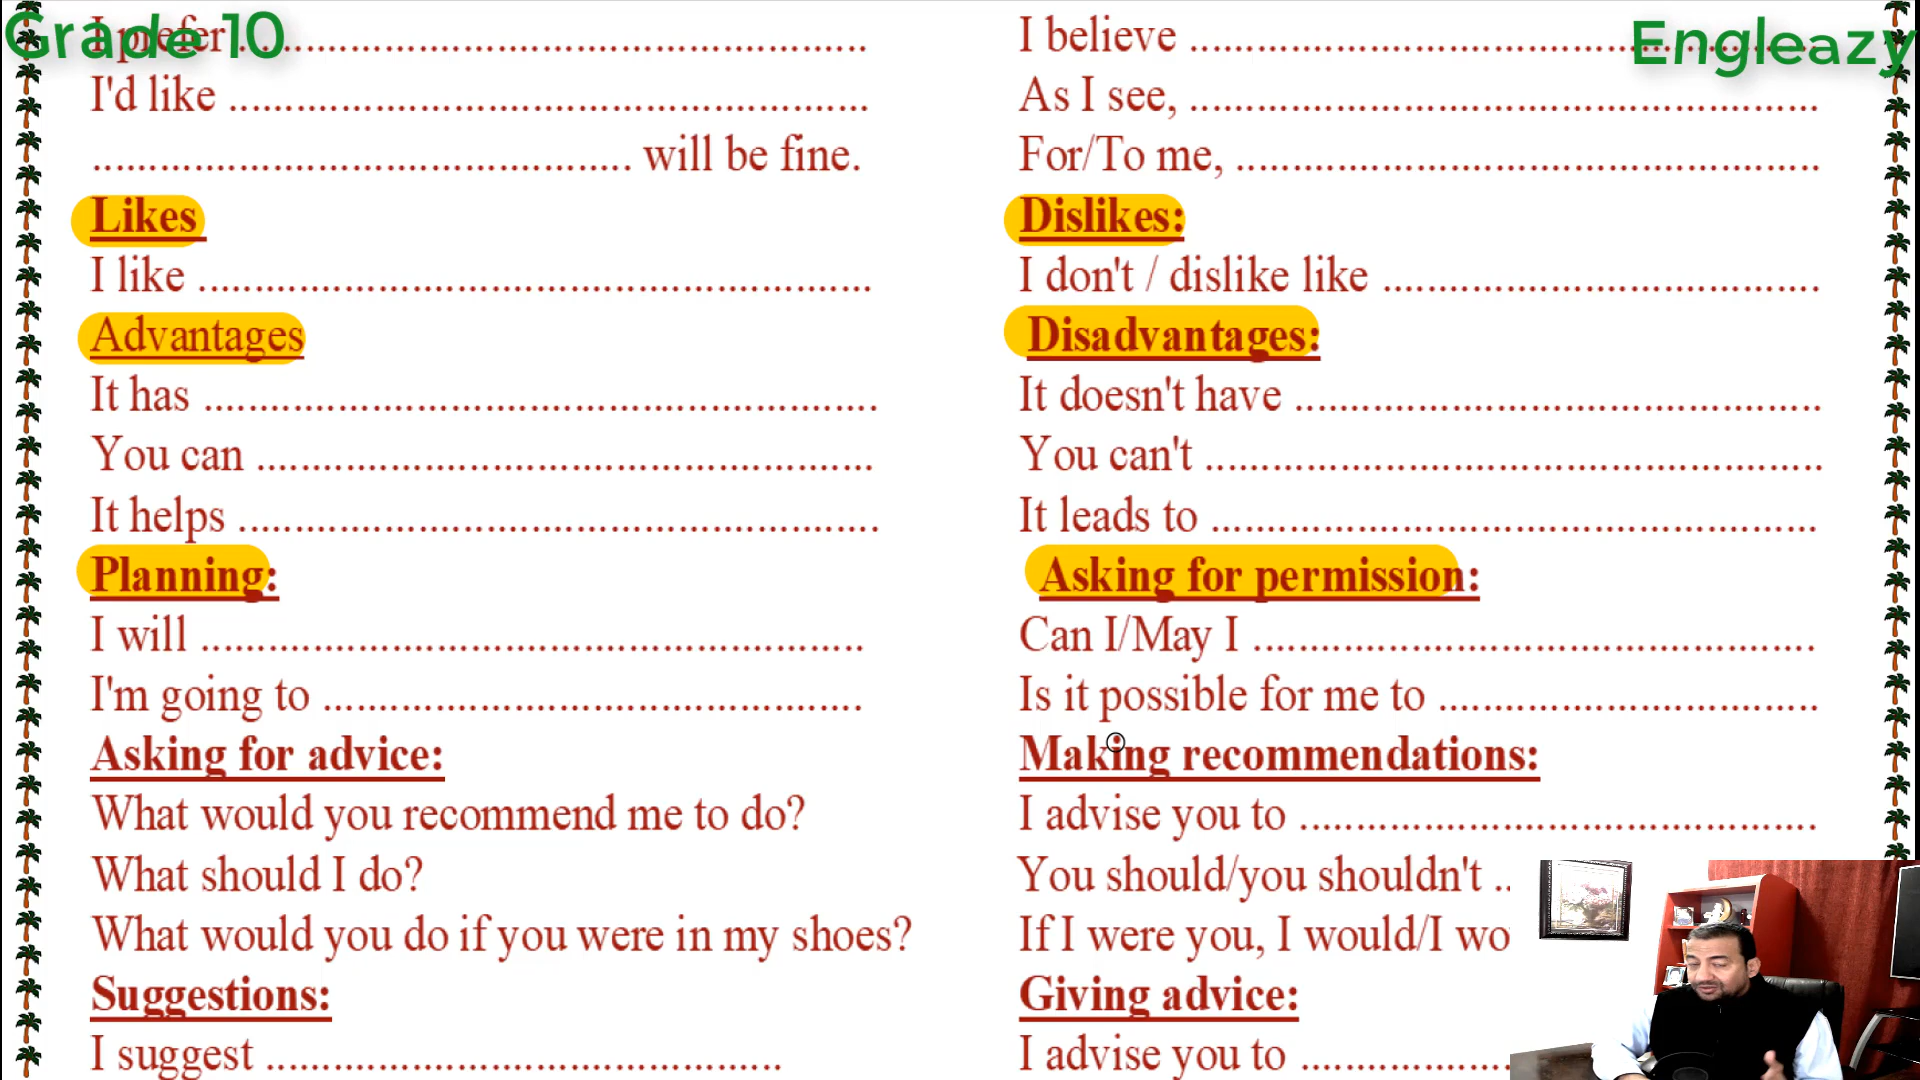 Grade 10
Engleazy
I prefer ..........................................................
I'd like ..........................................................
................................................ will be fine.
Likes
I like ............................................................
Advantages
It has ............................................................
You can .......................................................
It helps .........................................................
Planning:
I will ...........................................................
I'm going to ................................................
Asking for advice:
What would you recommend me to do?
What should I do?
What would you do if you were in my shoes?
Suggestions:
I suggest ..............................................
I believe ........................................................
As I see, ........................................................
For/To me, ....................................................
Dislikes:
I don't / dislike like .......................................
Disadvantages:
It doesn't have ...............................................
You can't .......................................................
It leads to ......................................................
Asking for permission:
Can I/May I ..................................................
Is it possible for me to ..................................
Making recommendations:
I advise you to ..............................................
You should/you shouldn't ..
If I were you, I would/I wo
Giving advice:
I advise you to ...................